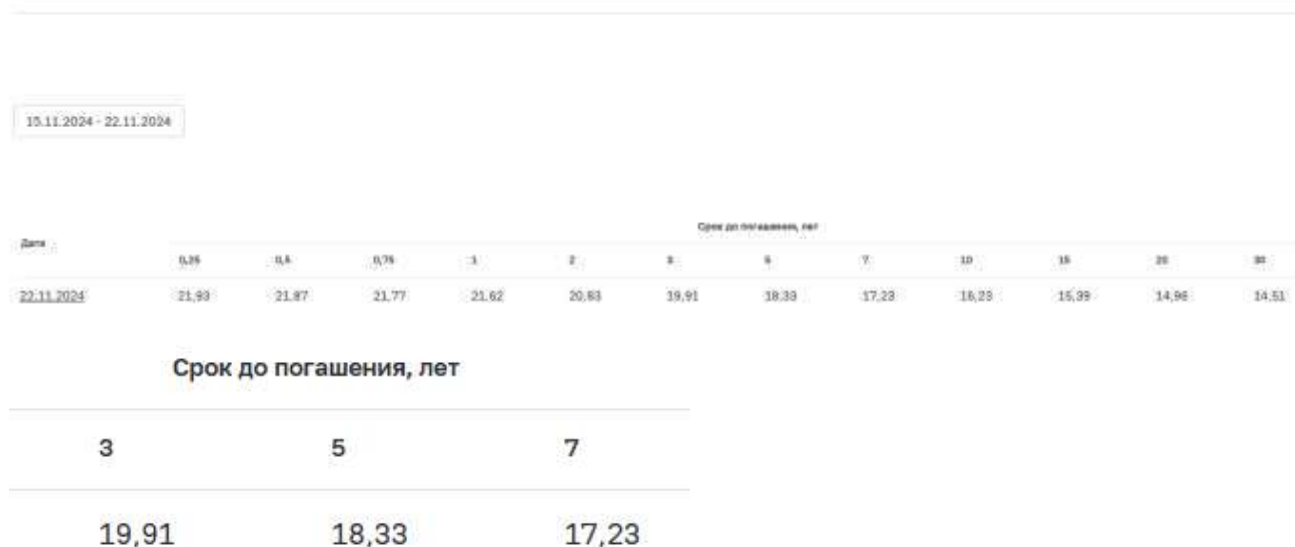 15.11.2024 - 22.11.2024
Срок до погашения, лет
Дата
0,25 0,5 0,75 1 2 3 5 7 10 15 20 30
22.11.2024 21,93 21,87 21,77 21,62 20,83 19,91 18,33 17,23 16,23 15,39 14,96 14,51
Срок до погашения, лет
3 5 7
19,91 18,33 17,23